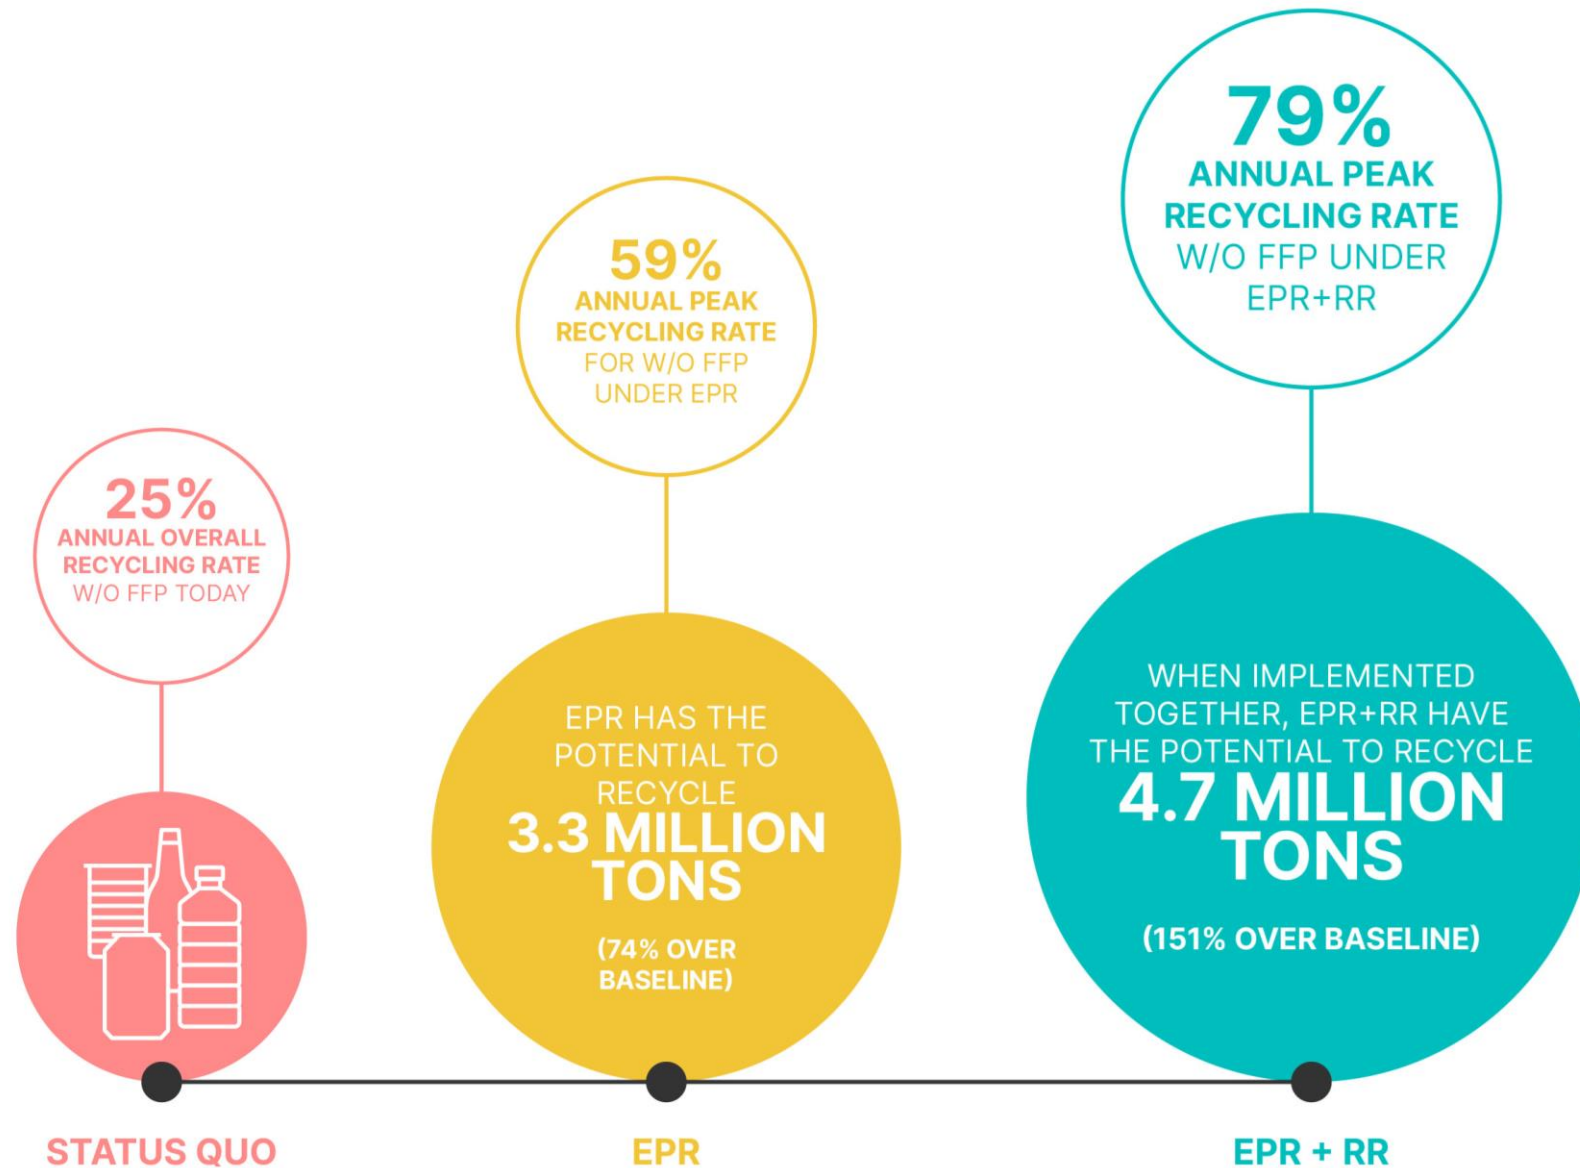 25%
ANNUAL OVERALL
RECYCLING RATE
W/O FFP TODAY
STATUS QUO
59%
ANNUAL PEAK
RECYCLING RATE
FOR W/O FFP
UNDER EPR
EPR HAS THE
POTENTIAL TO
RECYCLE
3.3 MILLION
TONS
(74% OVER
BASELINE)
EPR
79%
ANNUAL PEAK
RECYCLING RATE
W/O FFP UNDER
EPR+RR
WHEN IMPLEMENTED
TOGETHER, EPR+RR HAVE
THE POTENTIAL TO RECYCLE
4.7 MILLION
TONS
(151% OVER BASELINE)
EPR + RR